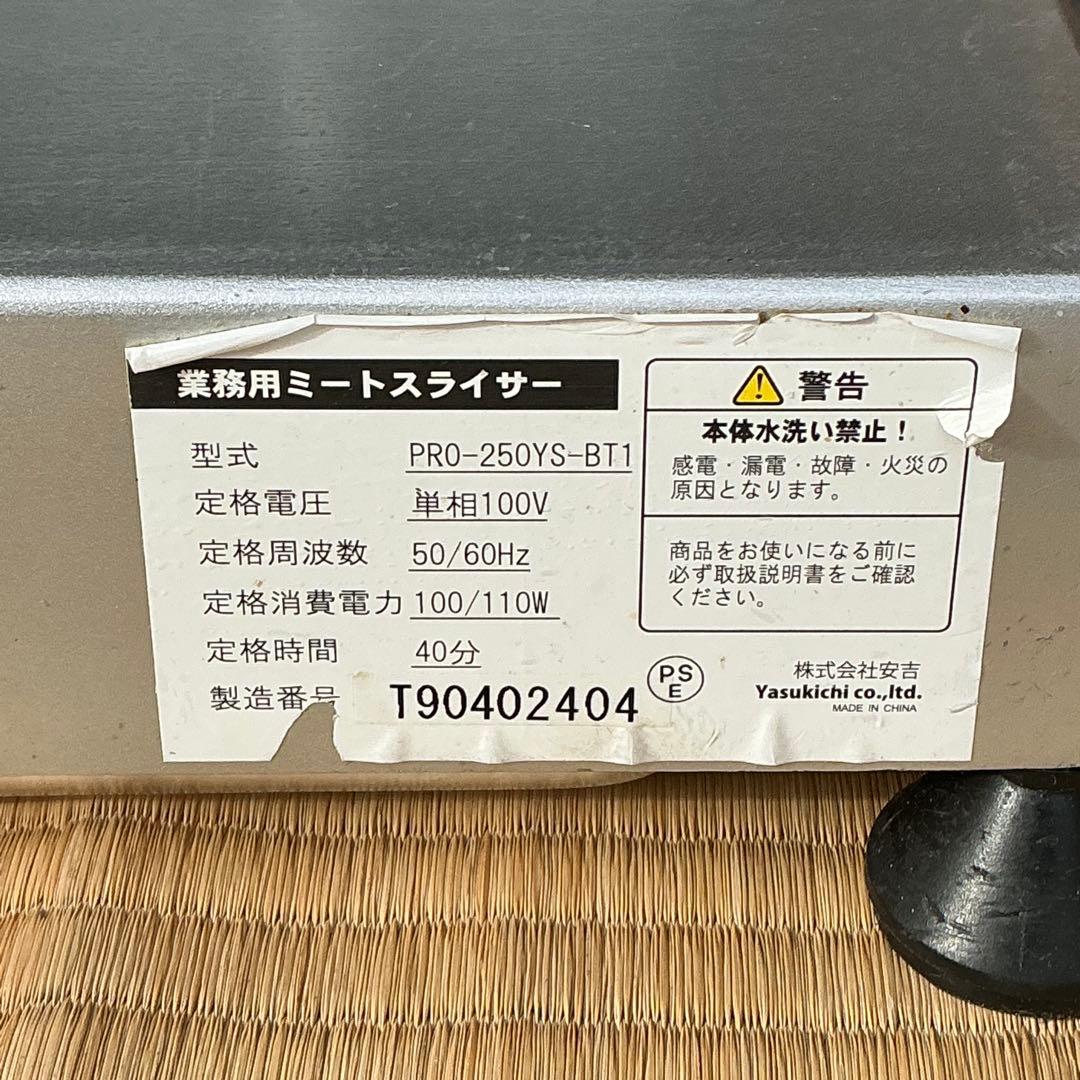 業務用ミートスライサー
型式 PRO-250YS-BT1
定格電圧 単相100V
定格周波数 50/60Hz
定格消費電力 100/110W
定格時間 40分
製造番号 T90402404
警告
本体水洗い禁止！
感電・漏電・故障・火災の
原因となります。
商品をお使いになる前に
必ず取扱説明書をご確認
ください。
PS
E
株式会社安吉
Yasukichi co.,ltd.
MADE IN CHINA